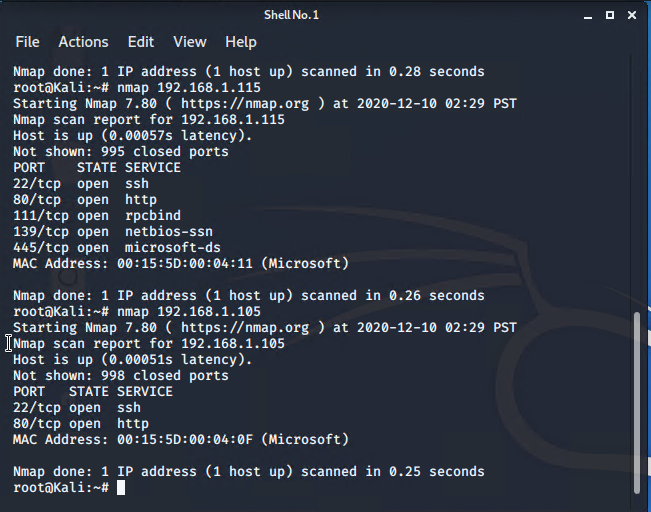 Shell No. 1
File Actions Edit View Help
Nmap done: 1 IP address (1 host up) scanned in 0.28 seconds
root@Kali:~# nmap 192.168.1.115
Starting Nmap 7.80 ( https://nmap.org ) at 2020-12-10 02:29 PST
Nmap scan report for 192.168.1.115
Host is up (0.00057s latency).
Not shown: 995 closed ports
PORT    STATE SERVICE
22/tcp  open  ssh
80/tcp  open  http
111/tcp open  rpcbind
139/tcp open  netbios-ssn
445/tcp open  microsoft-ds
MAC Address: 00:15:5D:00:04:11 (Microsoft)
Nmap done: 1 IP address (1 host up) scanned in 0.26 seconds
root@Kali:~# nmap 192.168.1.105
Starting Nmap 7.80 ( https://nmap.org ) at 2020-12-10 02:29 PST
Nmap scan report for 192.168.1.105
Host is up (0.00051s latency).
Not shown: 998 closed ports
PORT   STATE SERVICE
22/tcp open  ssh
80/tcp open  http
MAC Address: 00:15:5D:00:04:0F (Microsoft)
Nmap done: 1 IP address (1 host up) scanned in 0.25 seconds
root@Kali:~#